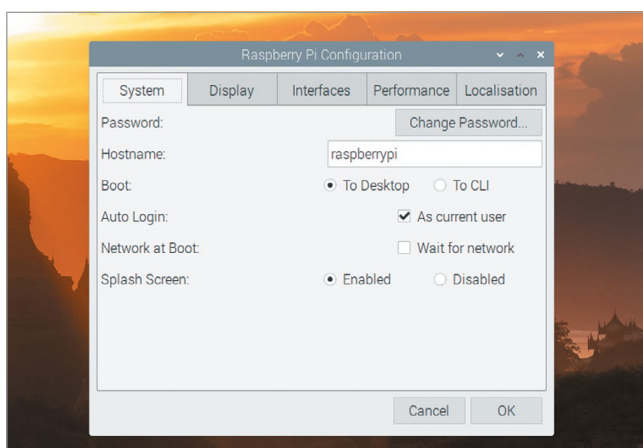 Raspberry Pi Configuration
System Display Interfaces Performance Localisation
Password: Change Password...
Hostname: raspberrypi
Boot: To Desktop To CLI
Auto Login: As current user
Network at Boot: Wait for network
Splash Screen: Enabled Disabled
Cancel OK